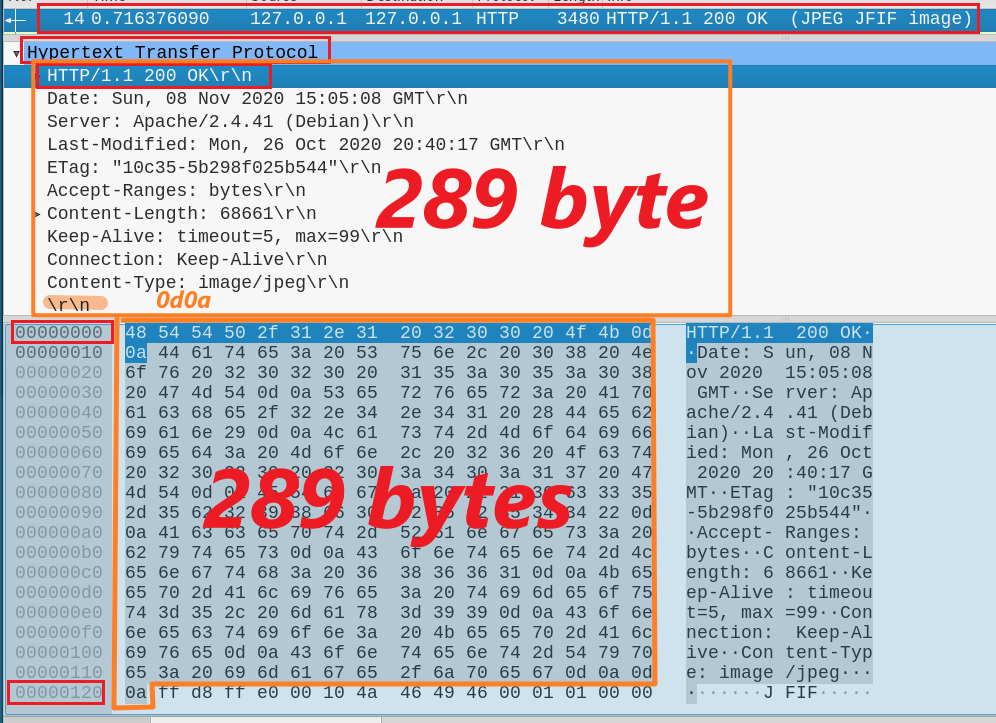 14 0.716376090 127.0.0.1 127.0.0.1 HTTP 3480 HTTP/1.1 200 OK (JPEG JFIF image)
Hypertext Transfer Protocol
HTTP/1.1 200 OK\r\n
Date: Sun, 08 Nov 2020 15:05:08 GMT\r\n
Server: Apache/2.4.41 (Debian)\r\n
Last-Modified: Mon, 26 Oct 2020 20:40:17 GMT\r\n
ETag: "10c35-5b298f025b544"\r\n
Accept-Ranges: bytes\r\n
289 byte
Content-Length: 68661\r\n
Keep-Alive: timeout=5, max=99\r\n
Connection: Keep-Alive\r\n
Content-Type: image/jpeg\r\n
\r\n 0d0a
00000000 48 54 54 50 2f 31 2e 31 20 32 30 30 20 4f 4b 0d HTTP/1.1 200 OK·
00000010 0a 44 61 74 65 3a 20 53 75 6e 2c 20 30 38 20 4e ·Date: S un, 08 N
00000020 6f 76 20 32 30 32 30 20 31 35 3a 30 35 3a 30 38 ov 2020 15:05:08
00000030 20 47 4d 54 0d 0a 53 65 72 76 65 72 3a 20 41 70 GMT··Se rver: Ap
00000040 61 63 68 65 2f 32 2e 34 2e 34 31 20 28 44 65 62 ache/2.4 .41 (Deb
00000050 69 61 6e 29 0d 0a 4c 61 73 74 2d 4d 6f 64 69 66 ian)··La st-Modif
00000060 69 65 64 3a 20 4d 6f 6e 2c 20 32 36 20 4f 63 74 ied: Mon , 26 Oct
00000070 20 32 30 32 30 20 32 30 3a 34 30 3a 31 37 20 47 2020 20 :40:17 G
00000080 4d 54 0d 0a 45 54 61 67 3a 20 22 31 30 63 33 35 MT··ETag : "10c35
289 bytes
00000090 2d 35 62 32 39 38 66 30 32 35 62 35 34 34 22 0d -5b298f0 25b544"·
000000a0 0a 41 63 63 65 70 74 2d 52 61 6e 67 65 73 3a 20 ·Accept- Ranges:
000000b0 62 79 74 65 73 0d 0a 43 6f 6e 74 65 6e 74 2d 4c bytes··C ontent-L
000000c0 65 6e 67 74 68 3a 20 36 38 36 36 31 0d 0a 4b 65 ength: 6 8661··Ke
000000d0 65 70 2d 41 6c 69 76 65 3a 20 74 69 6d 65 6f 75 ep-Alive : timeou
000000e0 74 3d 35 2c 20 6d 61 78 3d 39 39 0d 0a 43 6f 6e t=5, max =99··Con
000000f0 6e 65 63 74 69 6f 6e 3a 20 4b 65 65 70 2d 41 6c nection: Keep-Al
00000100 69 76 65 0d 0a 43 6f 6e 74 65 6e 74 2d 54 79 70 ive··Con tent-Typ
00000110 65 3a 20 69 6d 61 67 65 2f 6a 70 65 67 0d 0a 0d e: image /jpeg···
00000120 0a ff d8 ff e0 00 10 4a 46 49 46 00 01 01 00 00 ·······J FIF·····